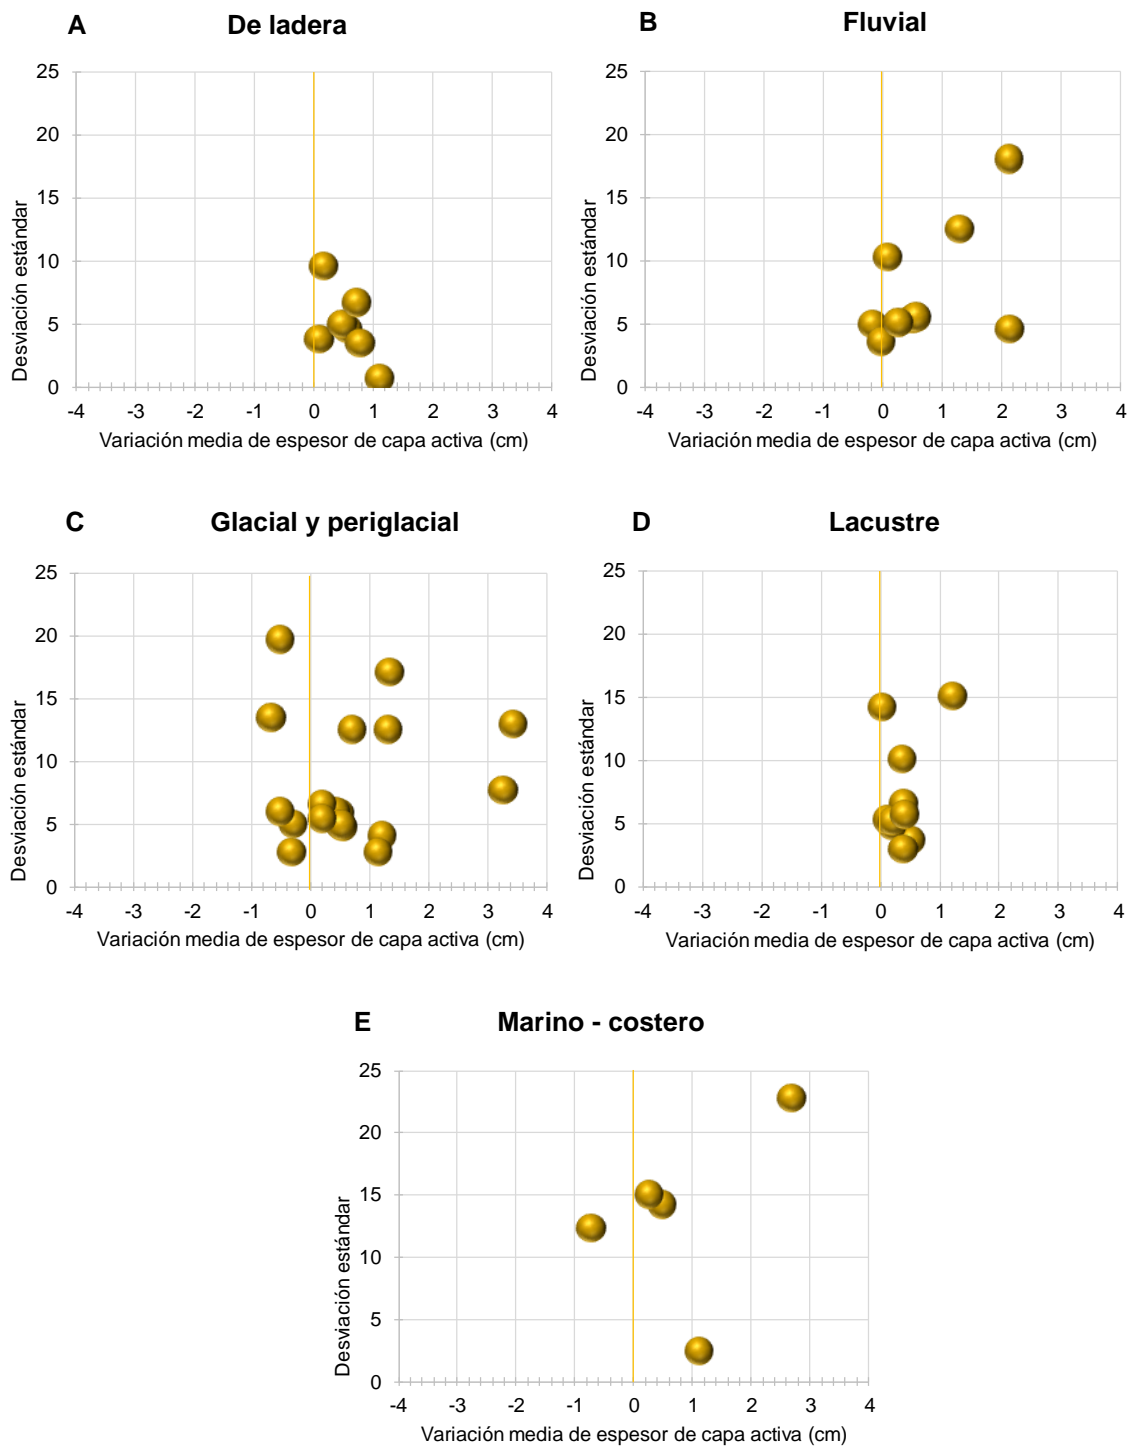 A De ladera
25
20
15
10
5
0
Desviación estándar
-4 -3 -2 -1 0 1 2 3 4
Variación media de espesor de capa activa (cm)
B Fluvial
25
20
15
10
5
0
Desviación estándar
-4 -3 -2 -1 0 1 2 3 4
Variación media de espesor de capa activa (cm)
C Glacial y periglacial
25
20
15
10
5
0
Desviación estándar
-4 -3 -2 -1 0 1 2 3 4
Variación media de espesor de capa activa (cm)
D Lacustre
25
20
15
10
5
0
Desviación estándar
-4 -3 -2 -1 0 1 2 3 4
Variación media de espesor de capa activa (cm)
E Marino - costero
25
20
15
10
5
0
Desviación estándar
-4 -3 -2 -1 0 1 2 3 4
Variación media de espesor de capa activa (cm)